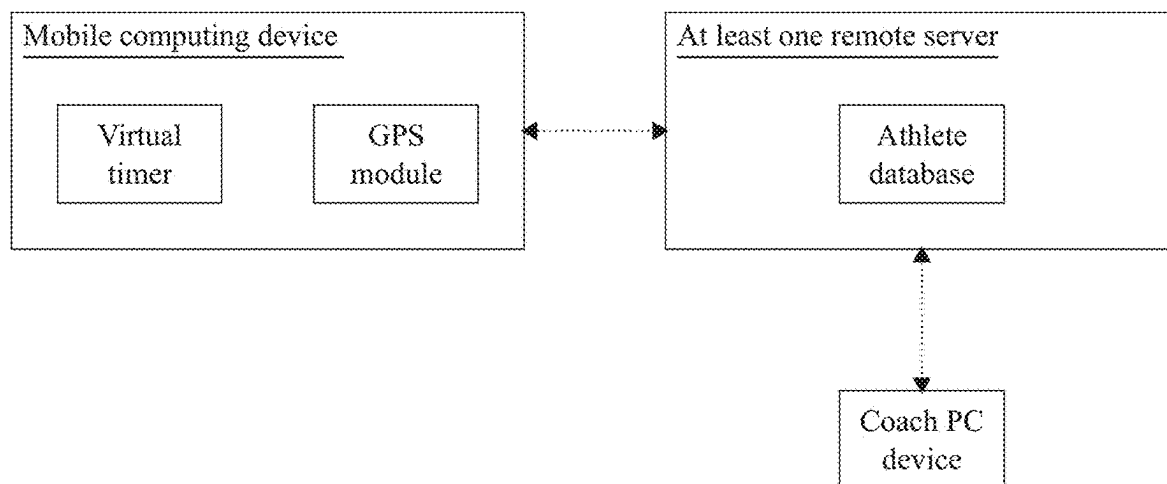 Mobile computing device
At least one remote server
Virtual
timer
GPS
module
Athlete
database
Coach PC
device